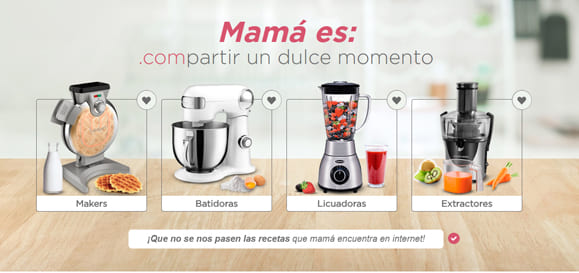 Mamá es:
.compartir un dulce momento
Makers
Batidoras
Licuadoras
Extractores
¡Que no se nos pasen las recetas que mamá encuentra en internet!